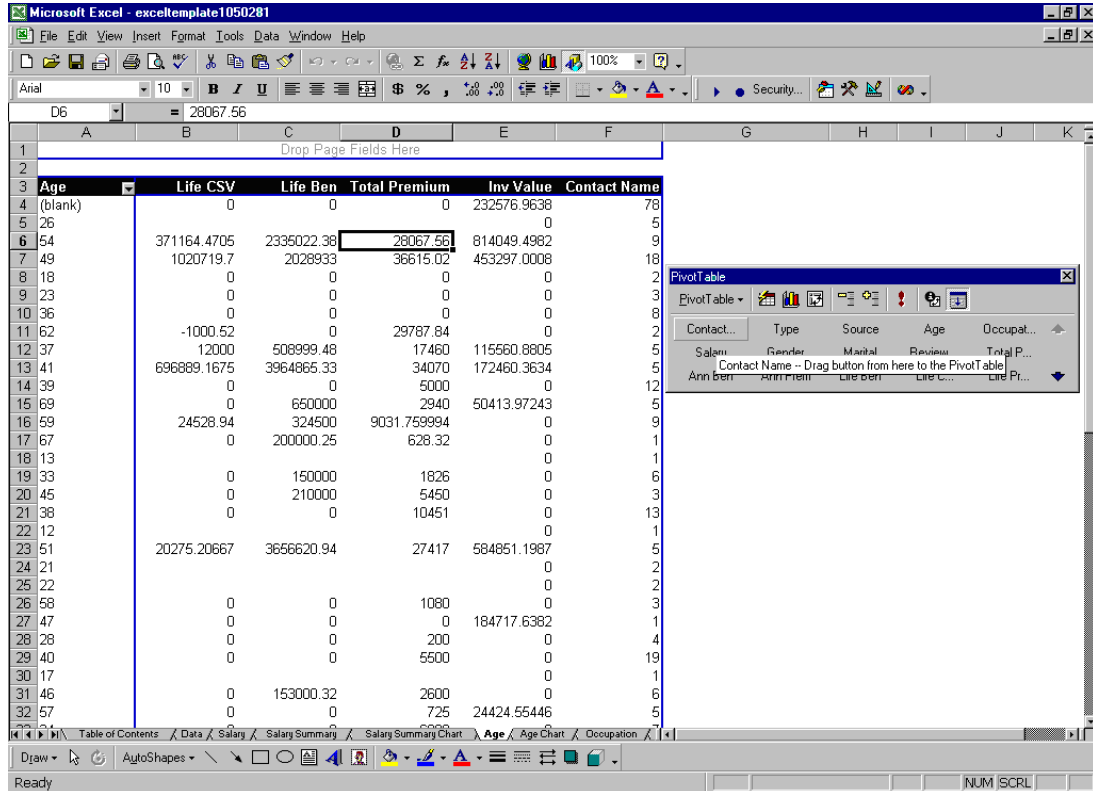 Microsoft Excel - exceltemplate1050281
File Edit View Insert Format Tools Data Window Help
100%
Arial 10 B I U $ % , Security...
D6 = 28067.56
A B C D E F G H I J K
1 Drop Page Fields Here
2
3 Age Life CSV Life Ben Total Premium Inv Value Contact Name
4 (blank) 0 0 0 232576.9638 78
5 26 0 5
6 54 371164.4705 2335022.38 28067.56 814049.4982 9
7 49 1020719.7 2028933 36615.02 453297.0008 18
8 18 0 0 0 0 2
9 23 0 0 0 0 3
10 36 0 0 0 0 8
11 62 -1000.52 0 29787.84 0 2
12 37 12000 508999.48 17460 115560.8805 5
13 41 696889.1675 3964865.33 34070 172460.3634 5
14 39 0 0 5000 0 12
15 69 0 650000 2940 50413.97243 5
16 59 24528.94 324500 9031.759994 0 9
17 67 0 200000.25 628.32 0 1
18 13 0 1
19 33 0 150000 1826 0 6
20 45 0 210000 5450 0 3
21 38 0 0 10451 0 13
22 12 0 1
23 51 20275.20667 3656620.94 27417 584851.1987 5
24 21 0 2
25 22 0 2
26 58 0 0 1080 0 3
27 47 0 0 0 184717.6382 1
28 28 0 0 200 0 4
29 40 0 0 5500 0 19
30 17 0 1
31 46 0 153000.32 2600 0 6
32 57 0 0 725 24424.55446 5
PivotTable
PivotTable
Contact... Type Source Age Occupat...
Salary Gender Marital Review Total P...
Contact Name -- Drag button from here to the PivotTable
Ann Ben Ann Prem Life Ben Life C... Life Pr...
Table of Contents Data Salary Salary Summary Salary Summary Chart Age Age Chart Occupation
Draw AutoShapes
Ready NUM SCRL